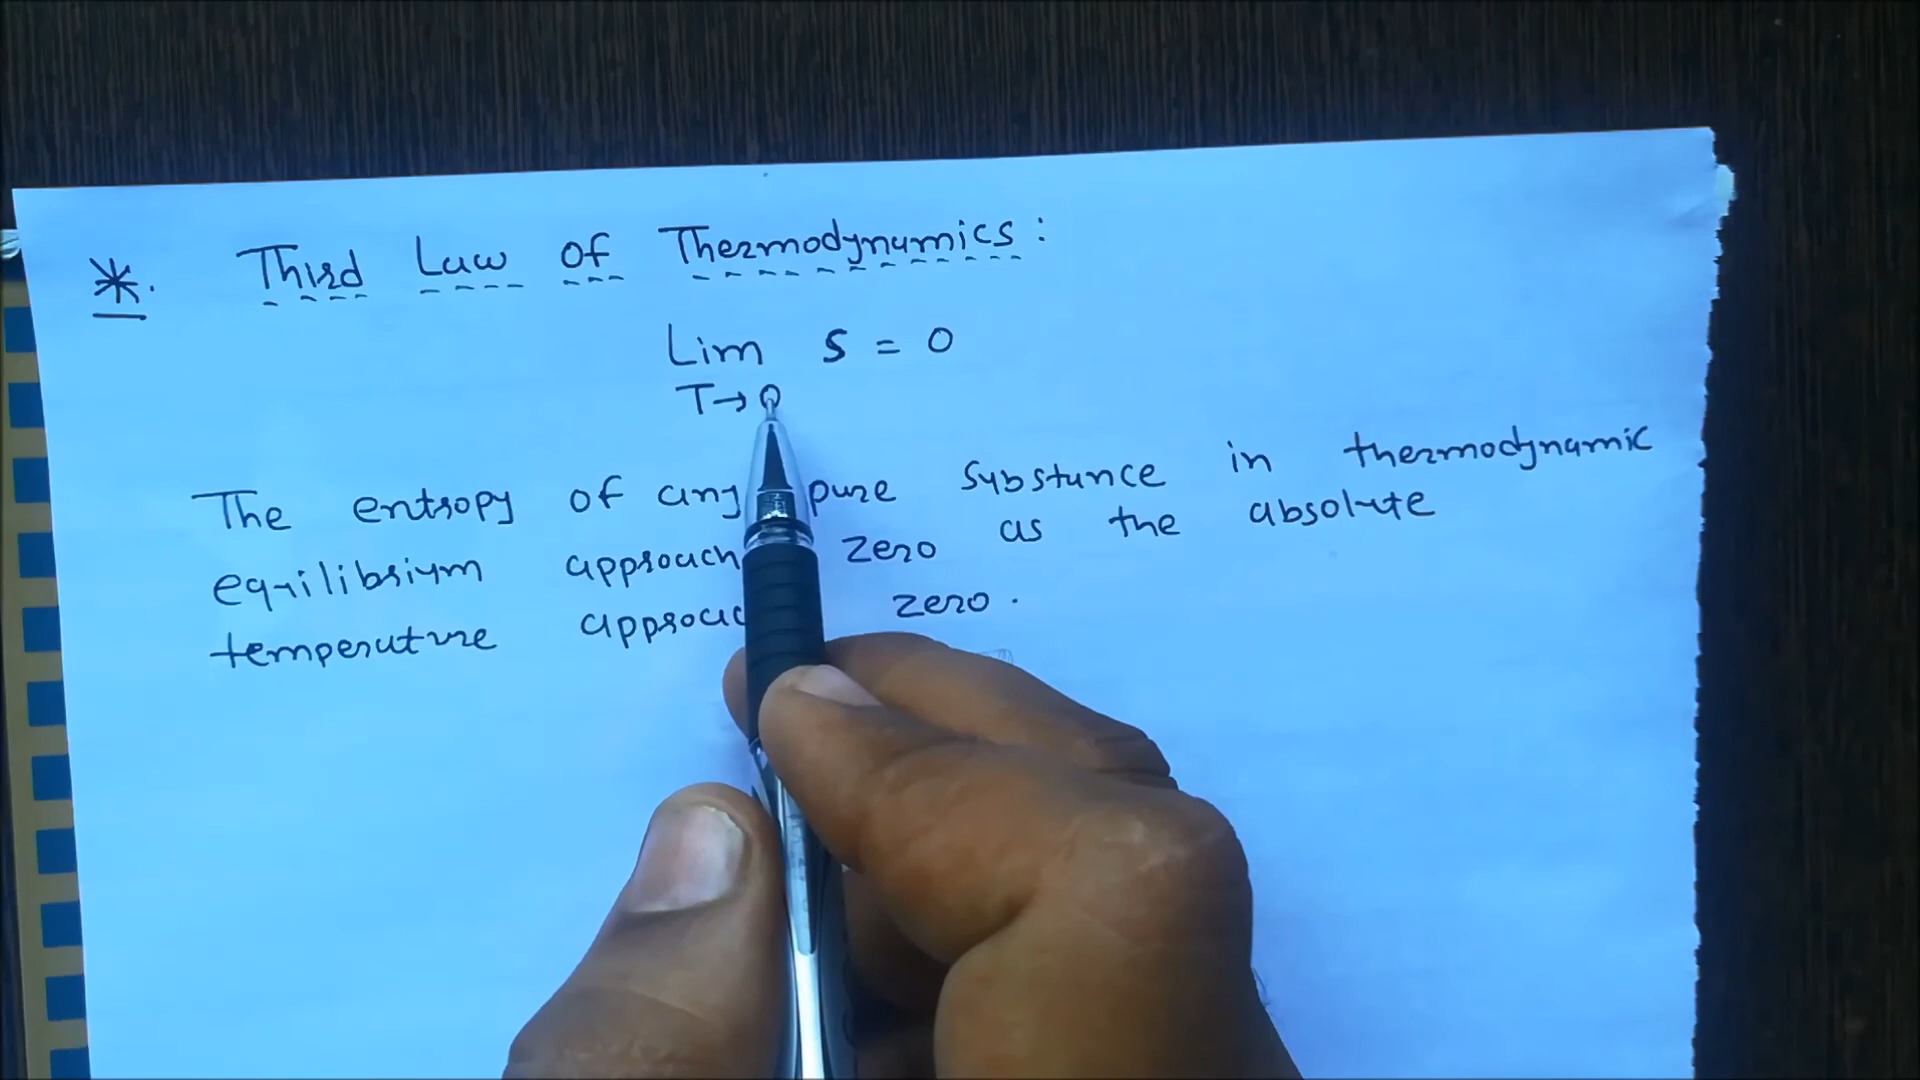 *. Third Law of Thermodynamics:
Lim S = 0
T→0
The entropy of any pure substance in thermodynamic
equilibrium approach zero as the absolute
temperature approac zero.